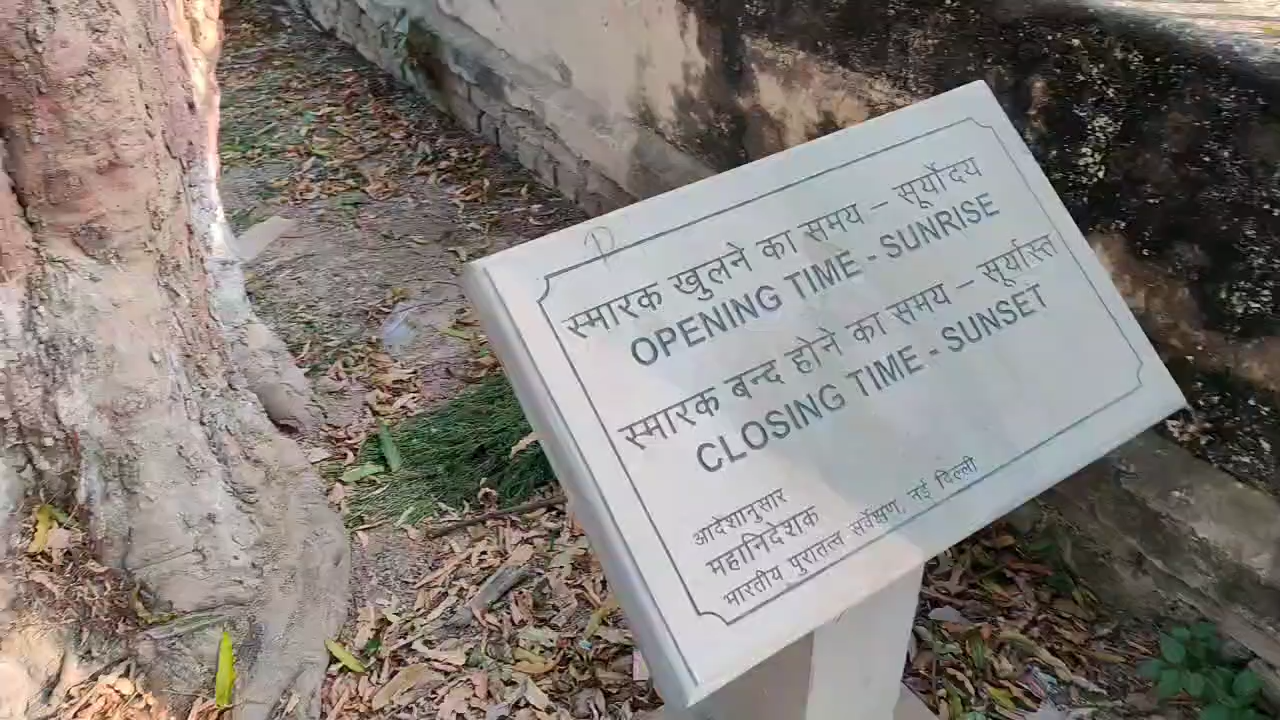 स्मारक खुलने का समय – सूर्योदय
OPENING TIME - SUNRISE
स्मारक बन्द होने का समय – सूर्यास्त
CLOSING TIME - SUNSET
आदेशानुसार
महानिदेशक
भारतीय पुरातत्व सर्वेक्षण, नई दिल्ली